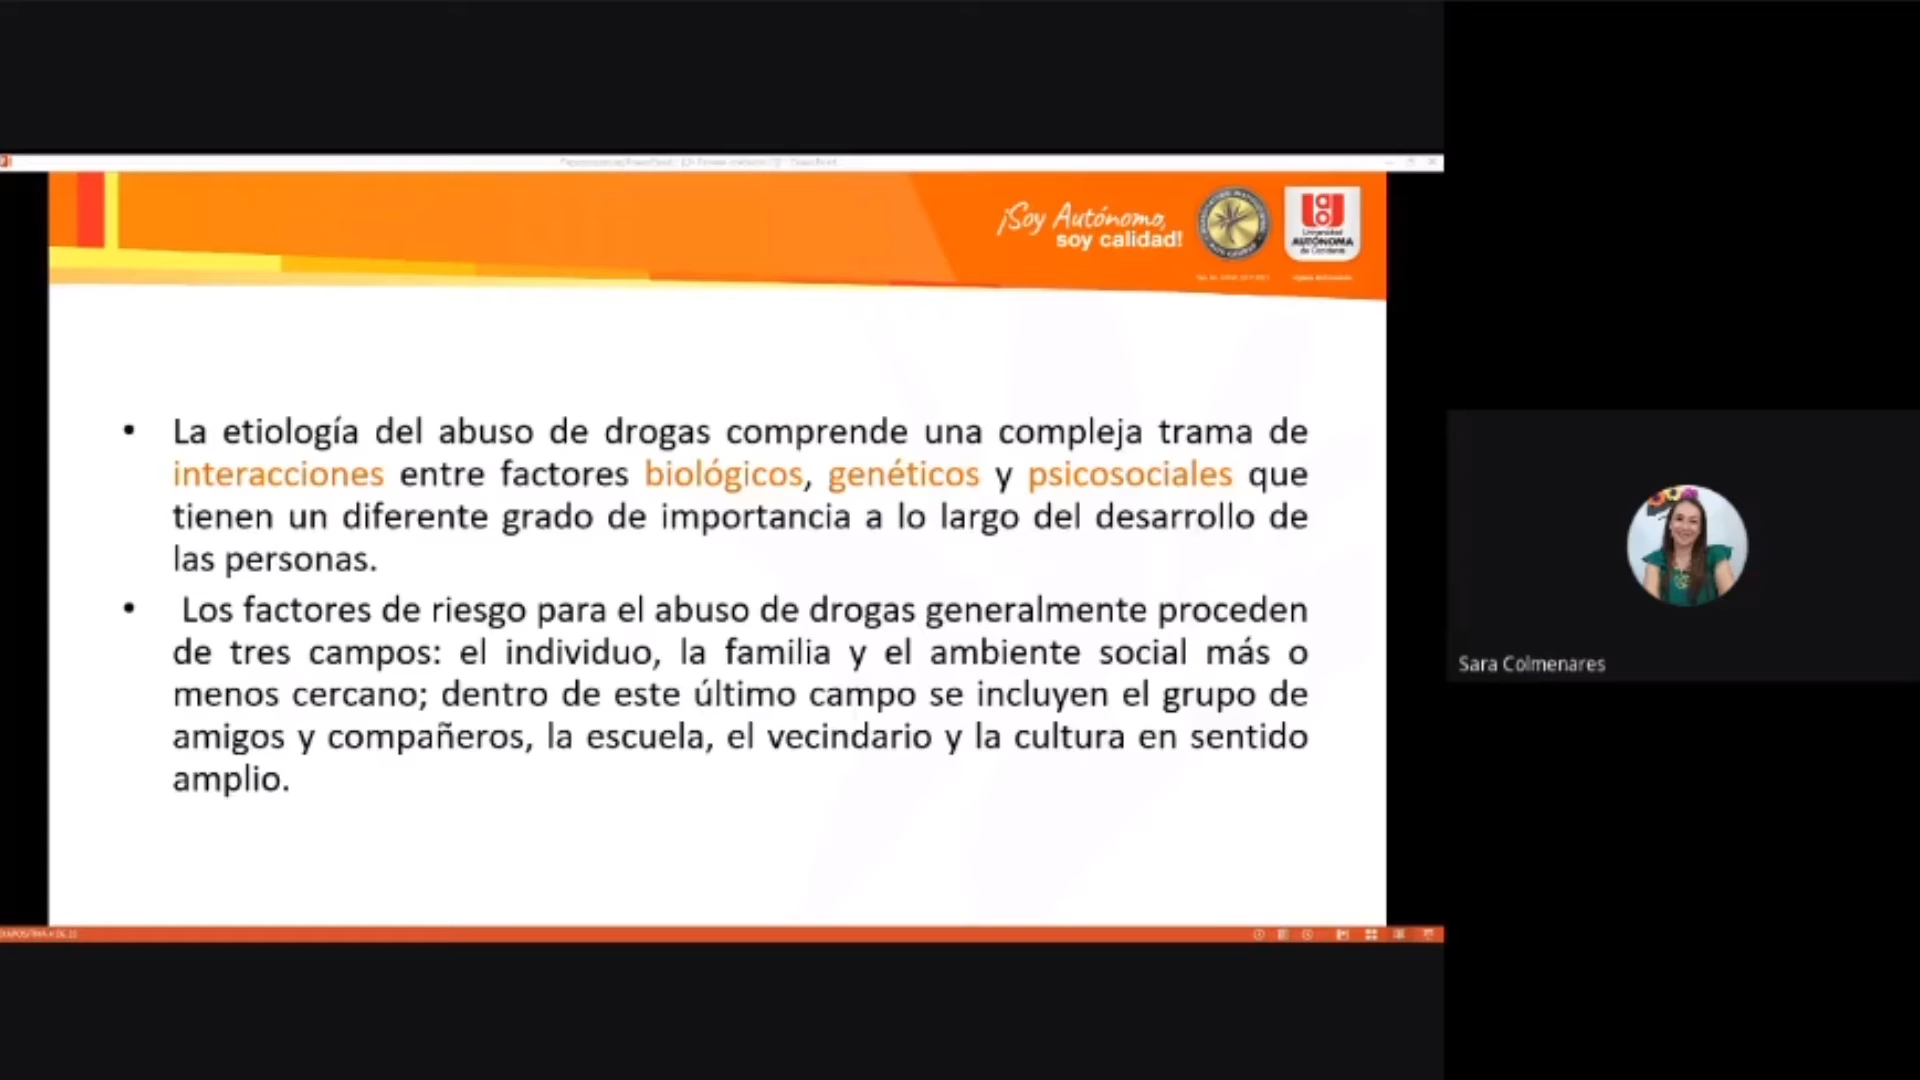 ¡Soy Autónomo,
soy calidad!
Universidad
AUTÓNOMA
de Occidente
• La etiología del abuso de drogas comprende una compleja trama de
interacciones entre factores biológicos, genéticos y psicosociales que
tienen un diferente grado de importancia a lo largo del desarrollo de
las personas.
• Los factores de riesgo para el abuso de drogas generalmente proceden
de tres campos: el individuo, la familia y el ambiente social más o
menos cercano; dentro de este último campo se incluyen el grupo de
amigos y compañeros, la escuela, el vecindario y la cultura en sentido
amplio.
Sara Colmenares